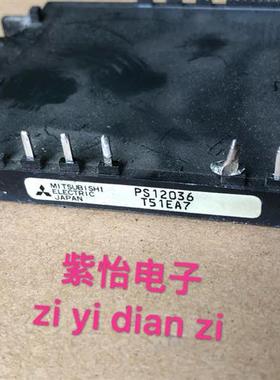 MITSUBISHI
ELECTRIC
JAPAN
PS12036
T51EA7
紫怡电子
zi yi dian zi